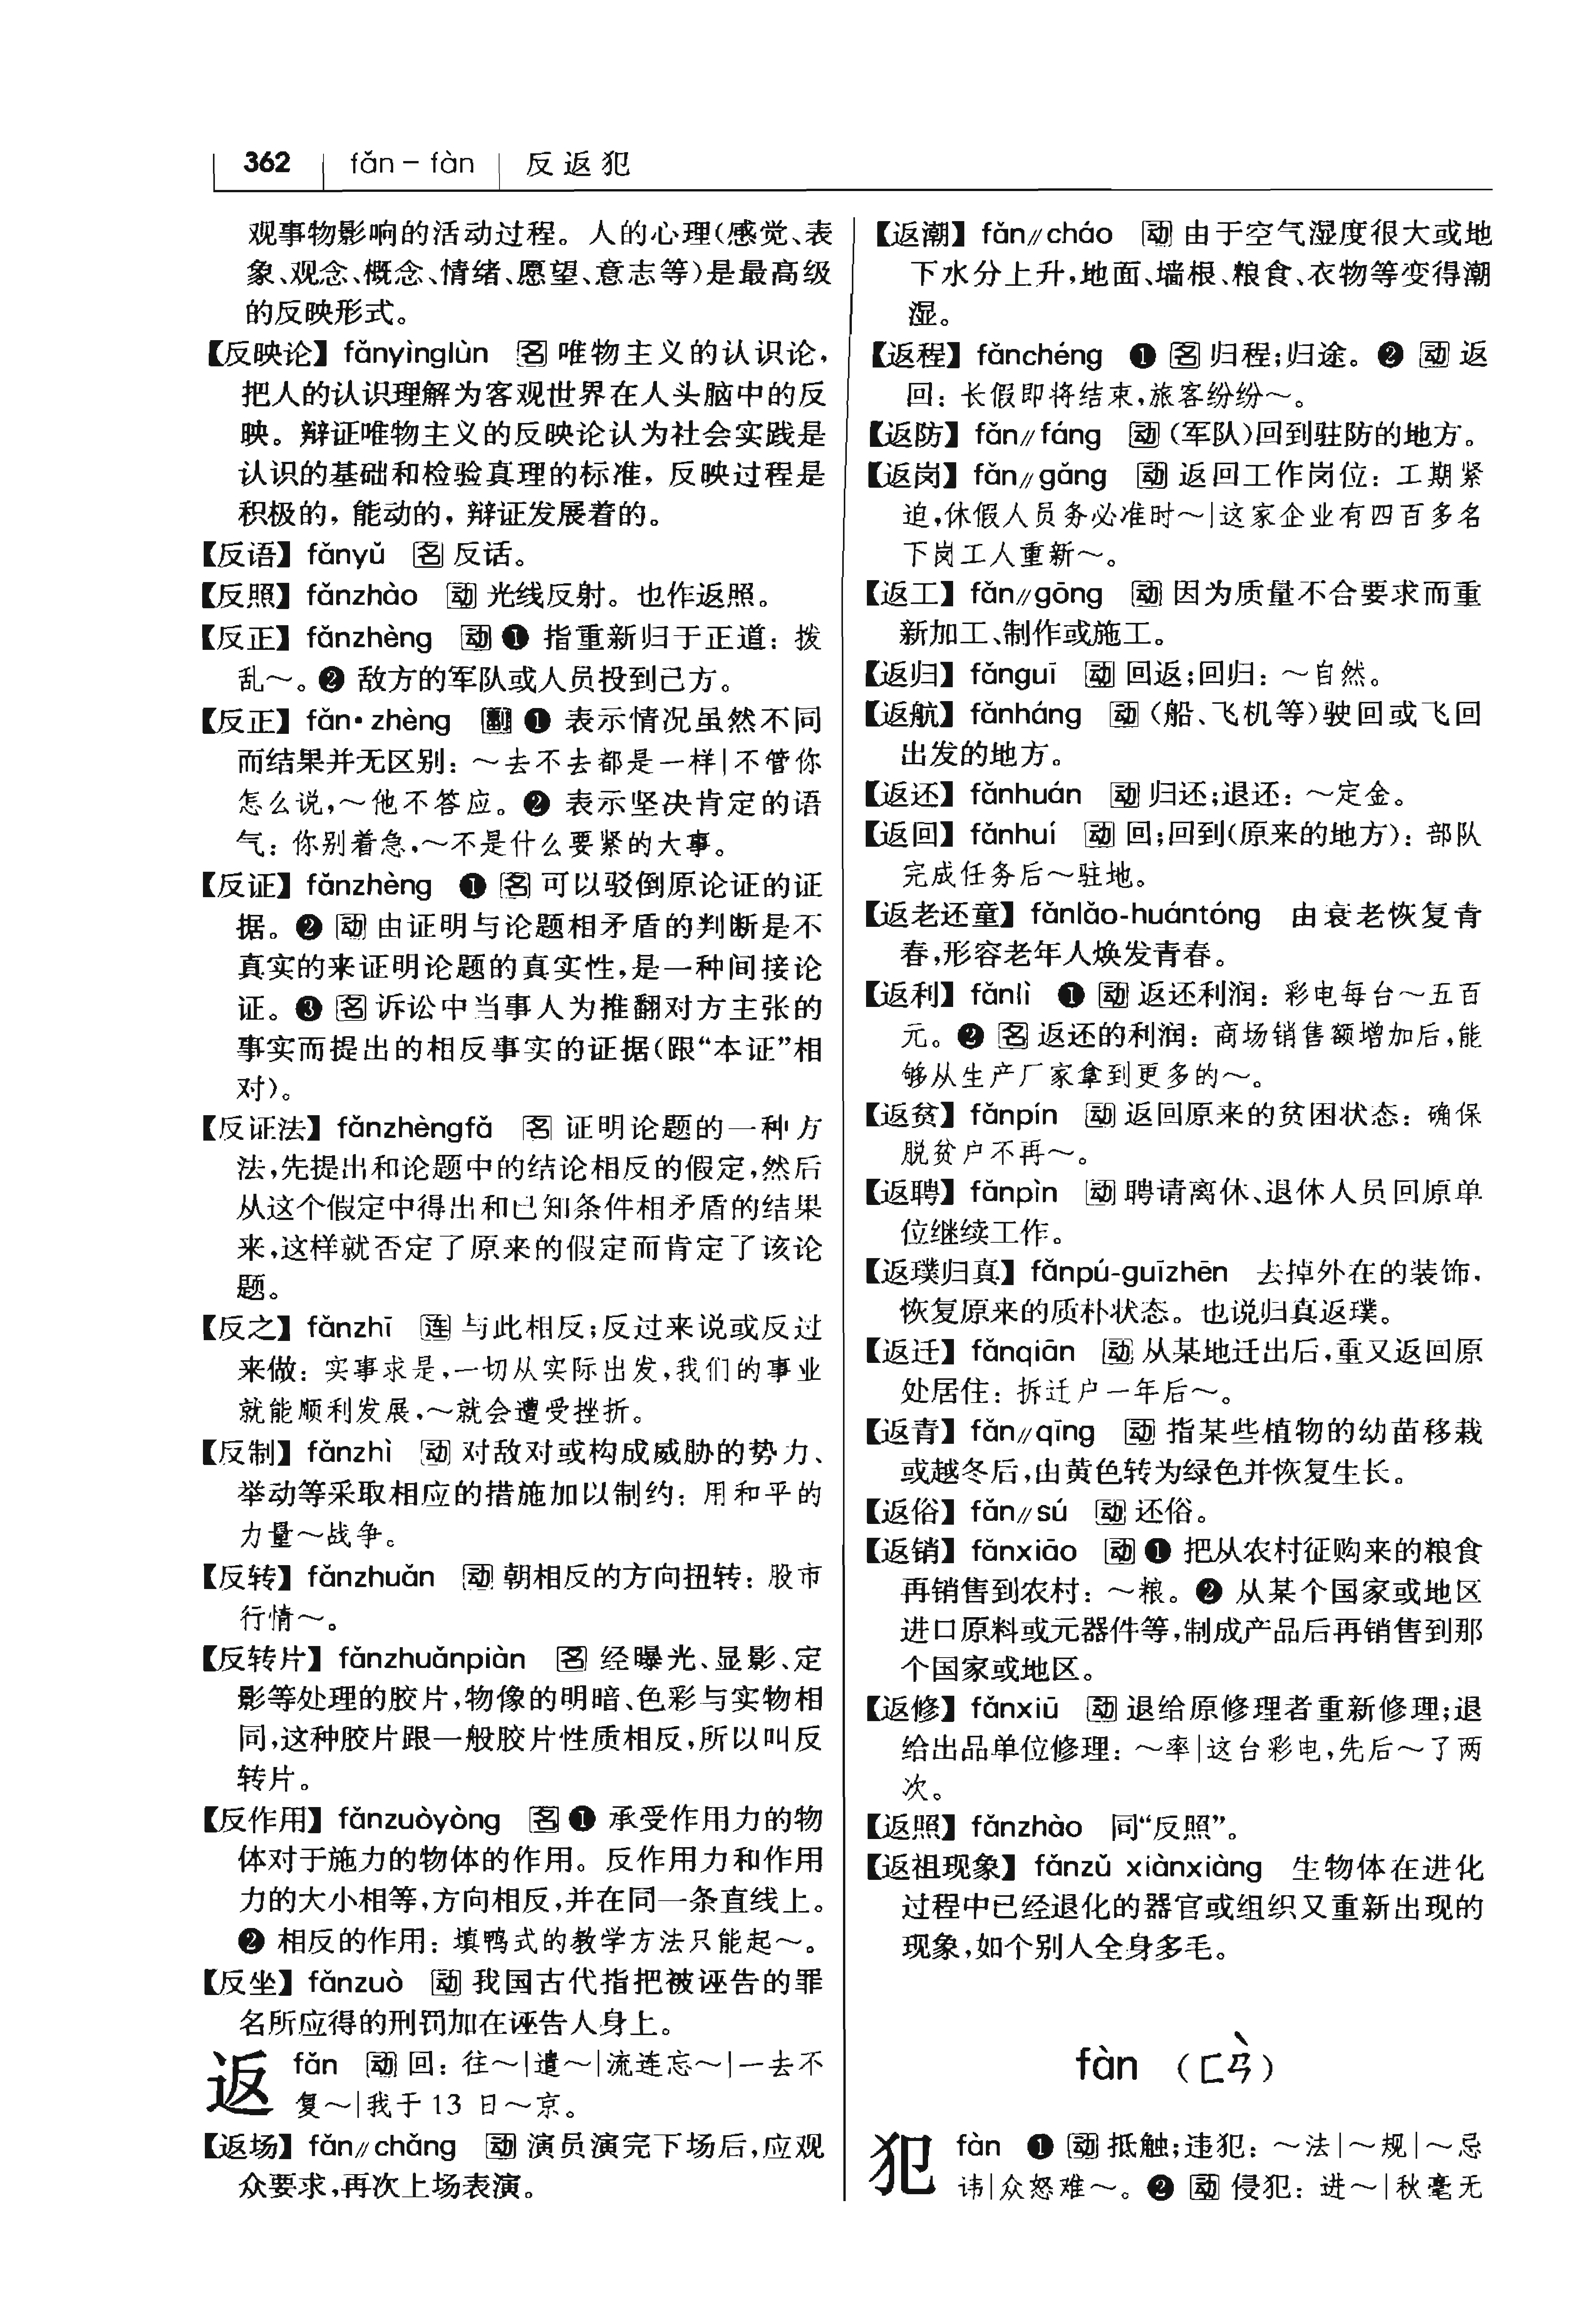 362 fǎn－fàn 反返犯
观事物影响的活动过程。人的心理(感觉、表
象、观念、概念、情绪、愿望、意志等)是最高级
的反映形式。
【反映论】fǎnyìnglùn 名 唯物主义的认识论，
把人的认识理解为客观世界在人头脑中的反
映。辩证唯物主义的反映论认为社会实践是
认识的基础和检验真理的标准，反映过程是
积极的，能动的，辩证发展着的。
【反语】fǎnyǔ 名 反话。
【反照】fǎnzhào 动 光线反射。也作返照。
【反正】fǎnzhèng 动 ❶ 指重新归于正道：拨
乱～。❷ 敌方的军队或人员投到己方。
【反正】fǎn•zhèng 副 ❶ 表示情况虽然不同
而结果并无区别：～去不去都是一样|不管你
怎么说，～他不答应。❷ 表示坚决肯定的语
气：你别着急，～不是什么要紧的大事。
【反证】fǎnzhèng ❶ 名 可以驳倒原论证的证
据。❷ 动 由证明与论题相矛盾的判断是不
真实的来证明论题的真实性，是一种间接论
证。❸ 名 诉讼中当事人为推翻对方主张的
事实而提出的相反事实的证据(跟“本证”相
对)。
【反证法】fǎnzhèngfǎ 名 证明论题的一种方
法，先提出和论题中的结论相反的假定，然后
从这个假定中得出和已知条件相矛盾的结果
来，这样就否定了原来的假定而肯定了该论
题。
【反之】fǎnzhī 连 与此相反；反过来说或反过
来做：实事求是，一切从实际出发，我们的事业
就能顺利发展，～就会遭受挫折。
【反制】fǎnzhì 动 对敌对或构成威胁的势力、
举动等采取相应的措施加以制约：用和平的
力量～战争。
【反转】fǎnzhuǎn 动 朝相反的方向扭转：股市
行情～。
【反转片】fǎnzhuǎnpiàn 名 经曝光、显影、定
影等处理的胶片，物像的明暗、色彩与实物相
同，这种胶片跟一般胶片性质相反，所以叫反
转片。
【反作用】fǎnzuòyòng 名 ❶ 承受作用力的物
体对于施力的物体的作用。反作用力和作用
力的大小相等，方向相反，并在同一条直线上。
❷ 相反的作用：填鸭式的教学方法只能起～。
【反坐】fǎnzuò 动 我国古代指把被诬告的罪
名所应得的刑罚加在诬告人身上。
返 fǎn 动 回：往～|遣～|流连忘～|一去不
复～|我于 13 日～京。
【返场】fǎn//chǎng 动 演员演完下场后，应观
众要求，再次上场表演。
【返潮】fǎn//cháo 动 由于空气湿度很大或地
下水分上升，地面、墙根、粮食、衣物等变得潮
湿。
【返程】fǎnchéng ❶ 名 归程；归途。❷ 动 返
回：长假即将结束，旅客纷纷～。
【返防】fǎn//fáng 动 (军队)回到驻防的地方。
【返岗】fǎn//gǎng 动 返回工作岗位：工期紧
迫，休假人员务必准时～|这家企业有四百多名
下岗工人重新～。
【返工】fǎn//gōng 动 因为质量不合要求而重
新加工、制作或施工。
【返归】fǎnguī 动 回返；回归：～自然。
【返航】fǎnháng 动 (船、飞机等)驶回或飞回
出发的地方。
【返还】fǎnhuán 动 归还；退还：～定金。
【返回】fǎnhuí 动 回；回到(原来的地方)：部队
完成任务后～驻地。
【返老还童】fǎnlǎo-huántóng 由衰老恢复青
春，形容老年人焕发青春。
【返利】fǎnlì ❶ 动 返还利润：彩电每台～五百
元。❷ 名 返还的利润：商场销售额增加后，能
够从生产厂家拿到更多的～。
【返贫】fǎnpín 动 返回原来的贫困状态：确保
脱贫户不再～。
【返聘】fǎnpìn 动 聘请离休、退休人员回原单
位继续工作。
【返璞归真】fǎnpú-guīzhēn 去掉外在的装饰，
恢复原来的质朴状态。也说归真返璞。
【返迁】fǎnqiān 动 从某地迁出后，重又返回原
处居住：拆迁户一年后～。
【返青】fǎn//qīng 动 指某些植物的幼苗移栽
或越冬后，由黄色转为绿色并恢复生长。
【返俗】fǎn//sú 动 还俗。
【返销】fǎnxiāo 动 ❶ 把从农村征购来的粮食
再销售到农村：～粮。❷ 从某个国家或地区
进口原料或元器件等，制成产品后再销售到那
个国家或地区。
【返修】fǎnxiū 动 退给原修理者重新修理；退
给出品单位修理：～率|这台彩电，先后～了两
次。
【返照】fǎnzhào 同“反照”。
【返祖现象】fǎnzǔ xiànxiàng 生物体在进化
过程中已经退化的器官或组织又重新出现的
现象，如个别人全身多毛。
fàn （ㄈㄢˋ）
犯 fàn ❶ 动 抵触；违犯：～法|～规|～忌
讳|众怒难～。❷ 动 侵犯：进～|秋毫无